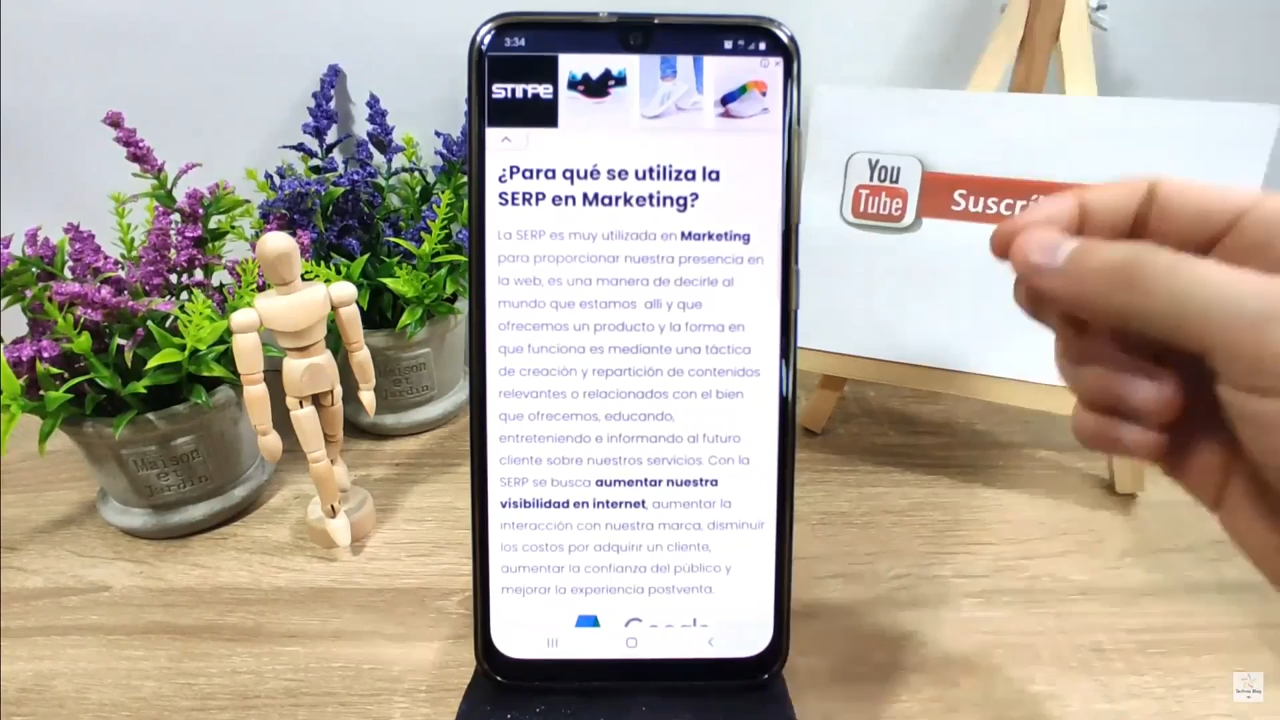 3:34
STIPPE
¿Para qué se utiliza la
SERP en Marketing?
La SERP es muy utilizada en Marketing
para proporcionar nuestra presencia en
la web, es una manera de decirle al
mundo que estamos alli y que
ofrecemos un producto y la forma en
que funciona es mediante una táctica
de creación y repartición de contenidos
relevantes o relacionados con el bien
que ofrecemos, educando,
entreteniendo e informando al futuro
cliente sobre nuestros servicios. Con la
SERP se busca aumentar nuestra
visibilidad en internet, aumentar la
interacción con nuestra marca, disminuir
los costos por adquirir un cliente,
aumentar la confianza del público y
mejorar la experiencia postventa.
Google
You
Tube
Suscrí
Maison
et
Jardin
Maison
et
Jardin